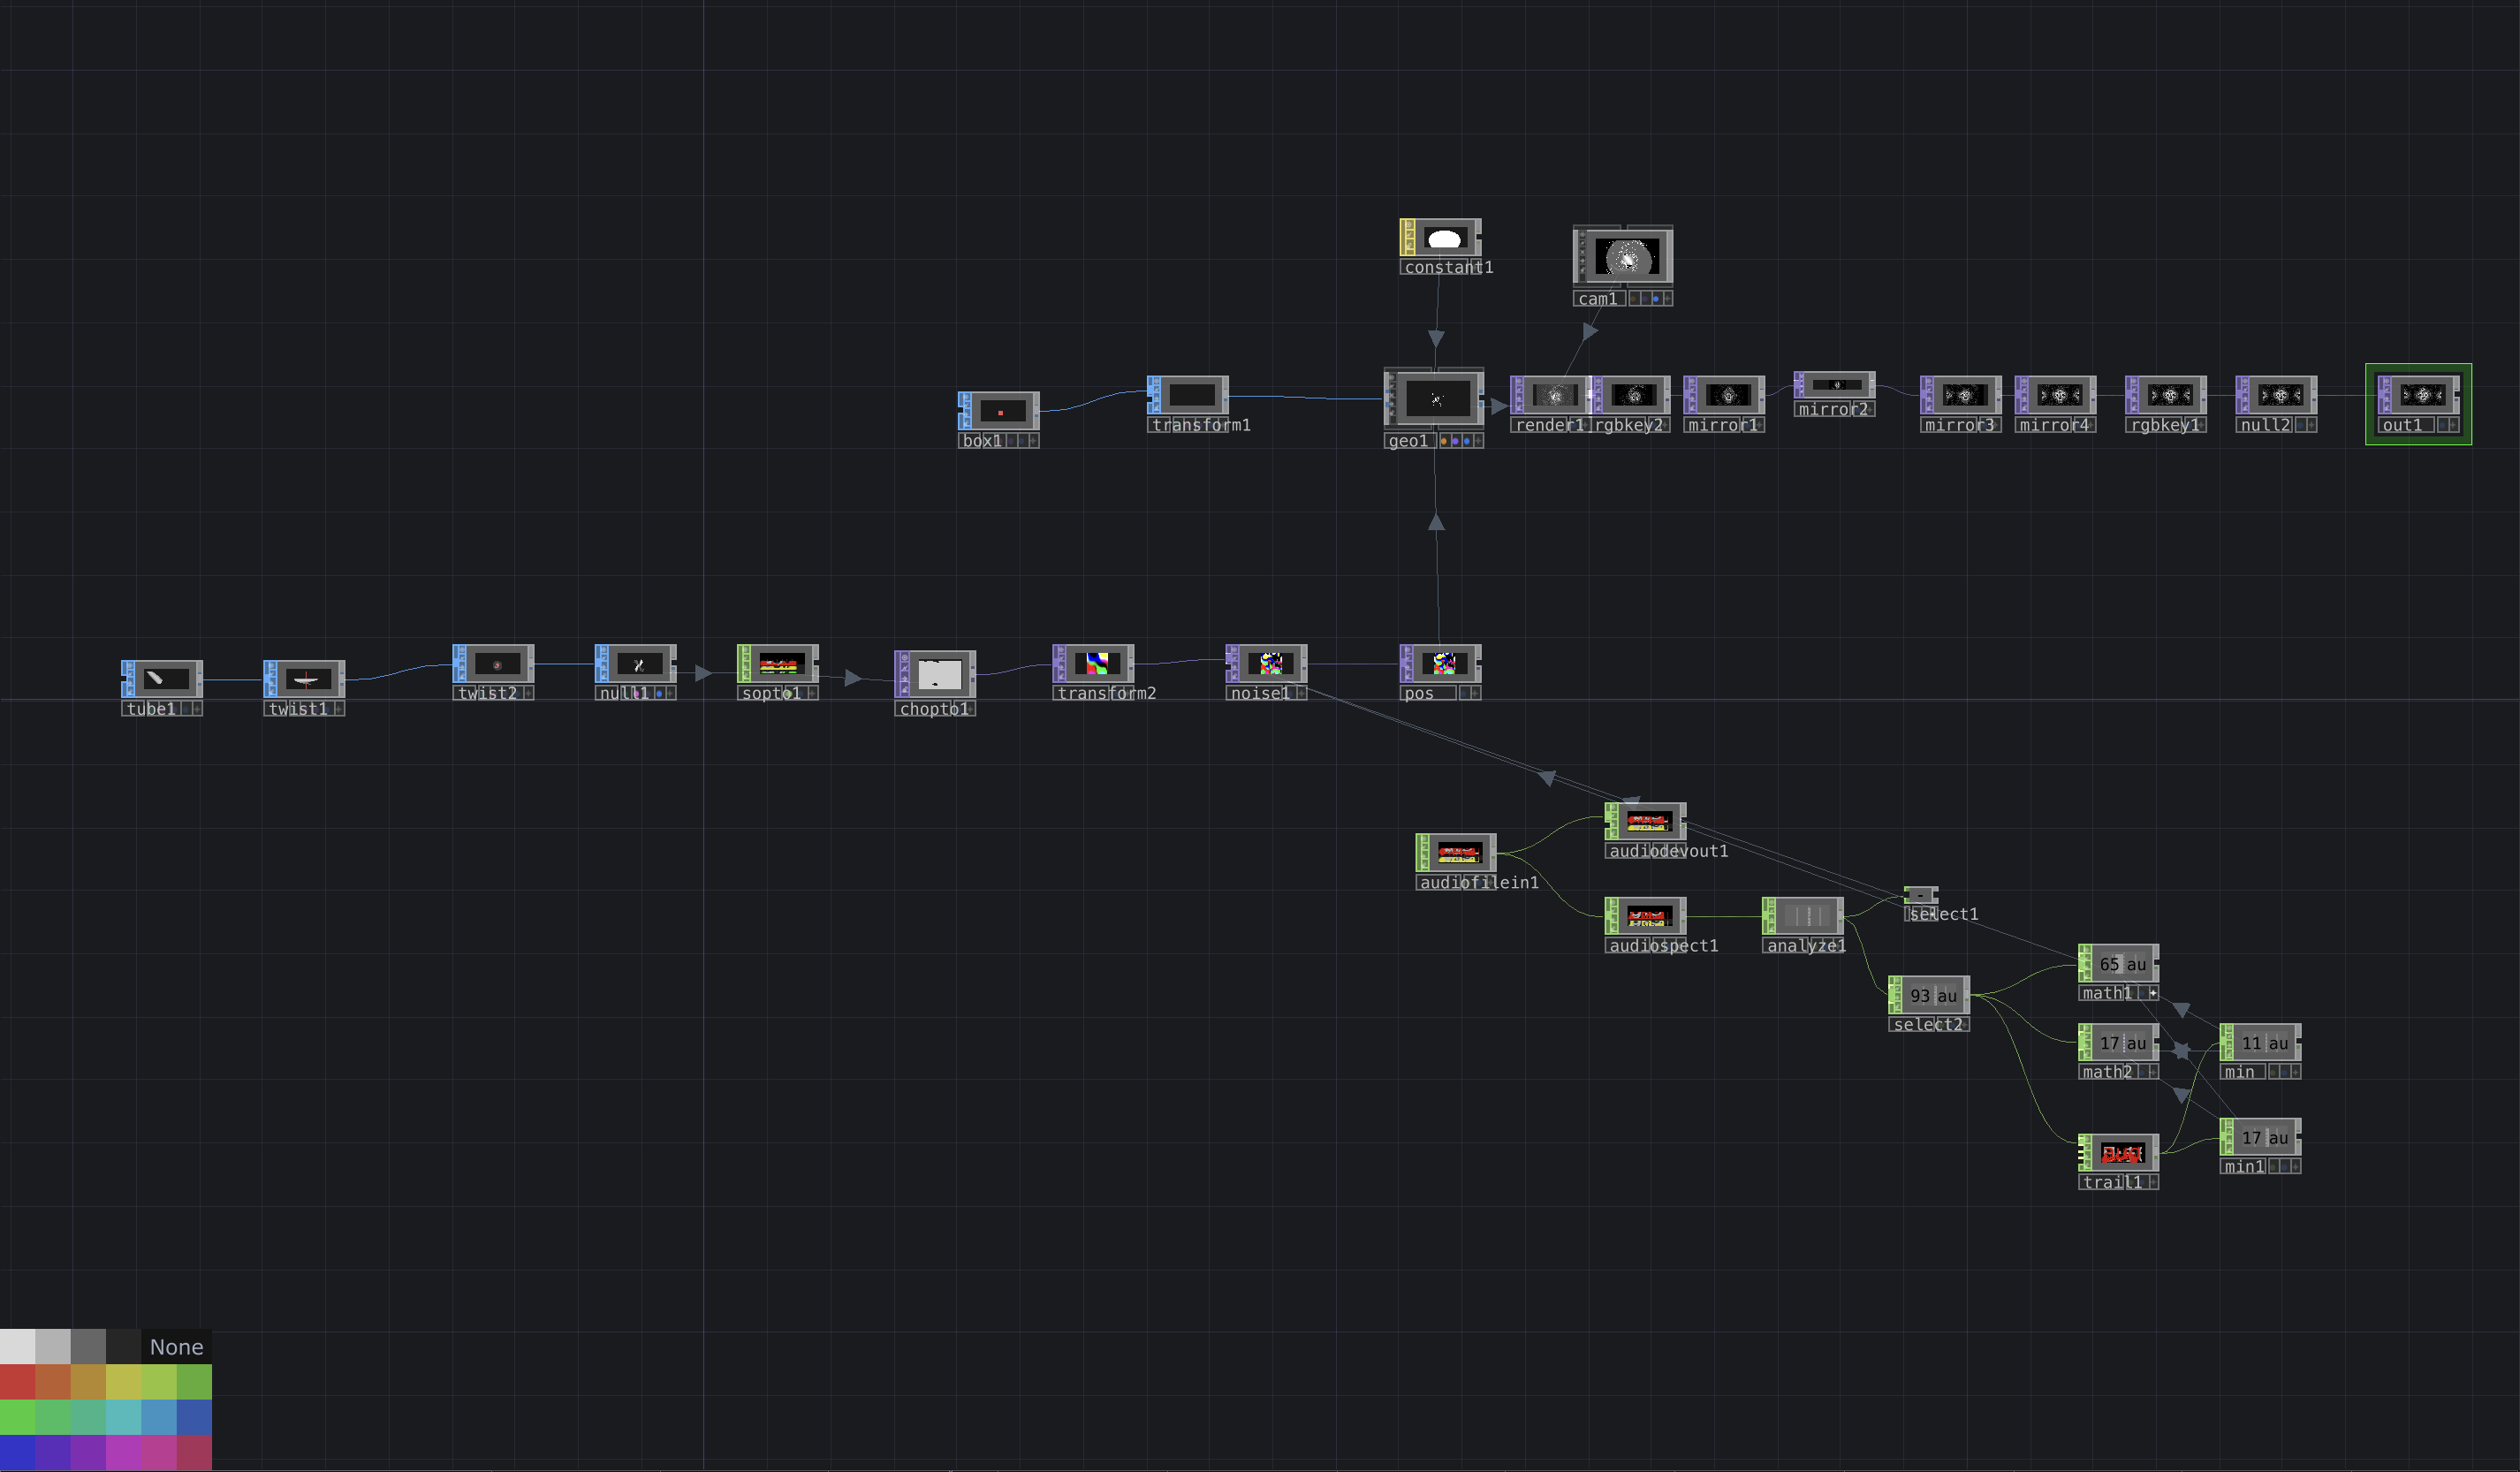 constant1
cam1
box1
transform1
geo1
render1
rgbkey2
mirror1
mirror2
mirror3
mirror4
rgbkey1
null2
out1
tube1
twist1
twist2
null1
sopto1
chopto1
transform2
noise1
pos
audiodevout1
audiofilein1
audiospect1
analyze1
select1
93 au
select2
65 au
math1
17 au
math2
11 au
min
17 au
min1
trail1
None